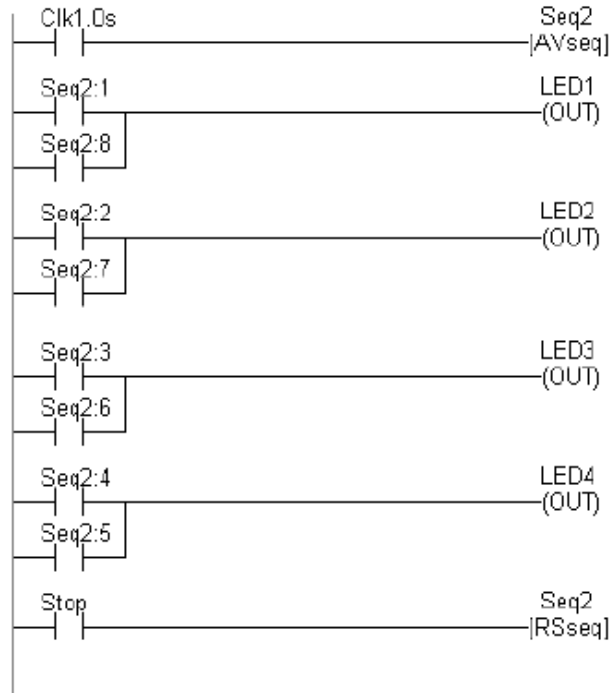 Clk1.0s Seq2
[AVseq]
Seq2:1 LED1
(OUT)
Seq2:8
Seq2:2 LED2
(OUT)
Seq2:7
Seq2:3 LED3
(OUT)
Seq2:6
Seq2:4 LED4
(OUT)
Seq2:5
Stop Seq2
[RSseq]